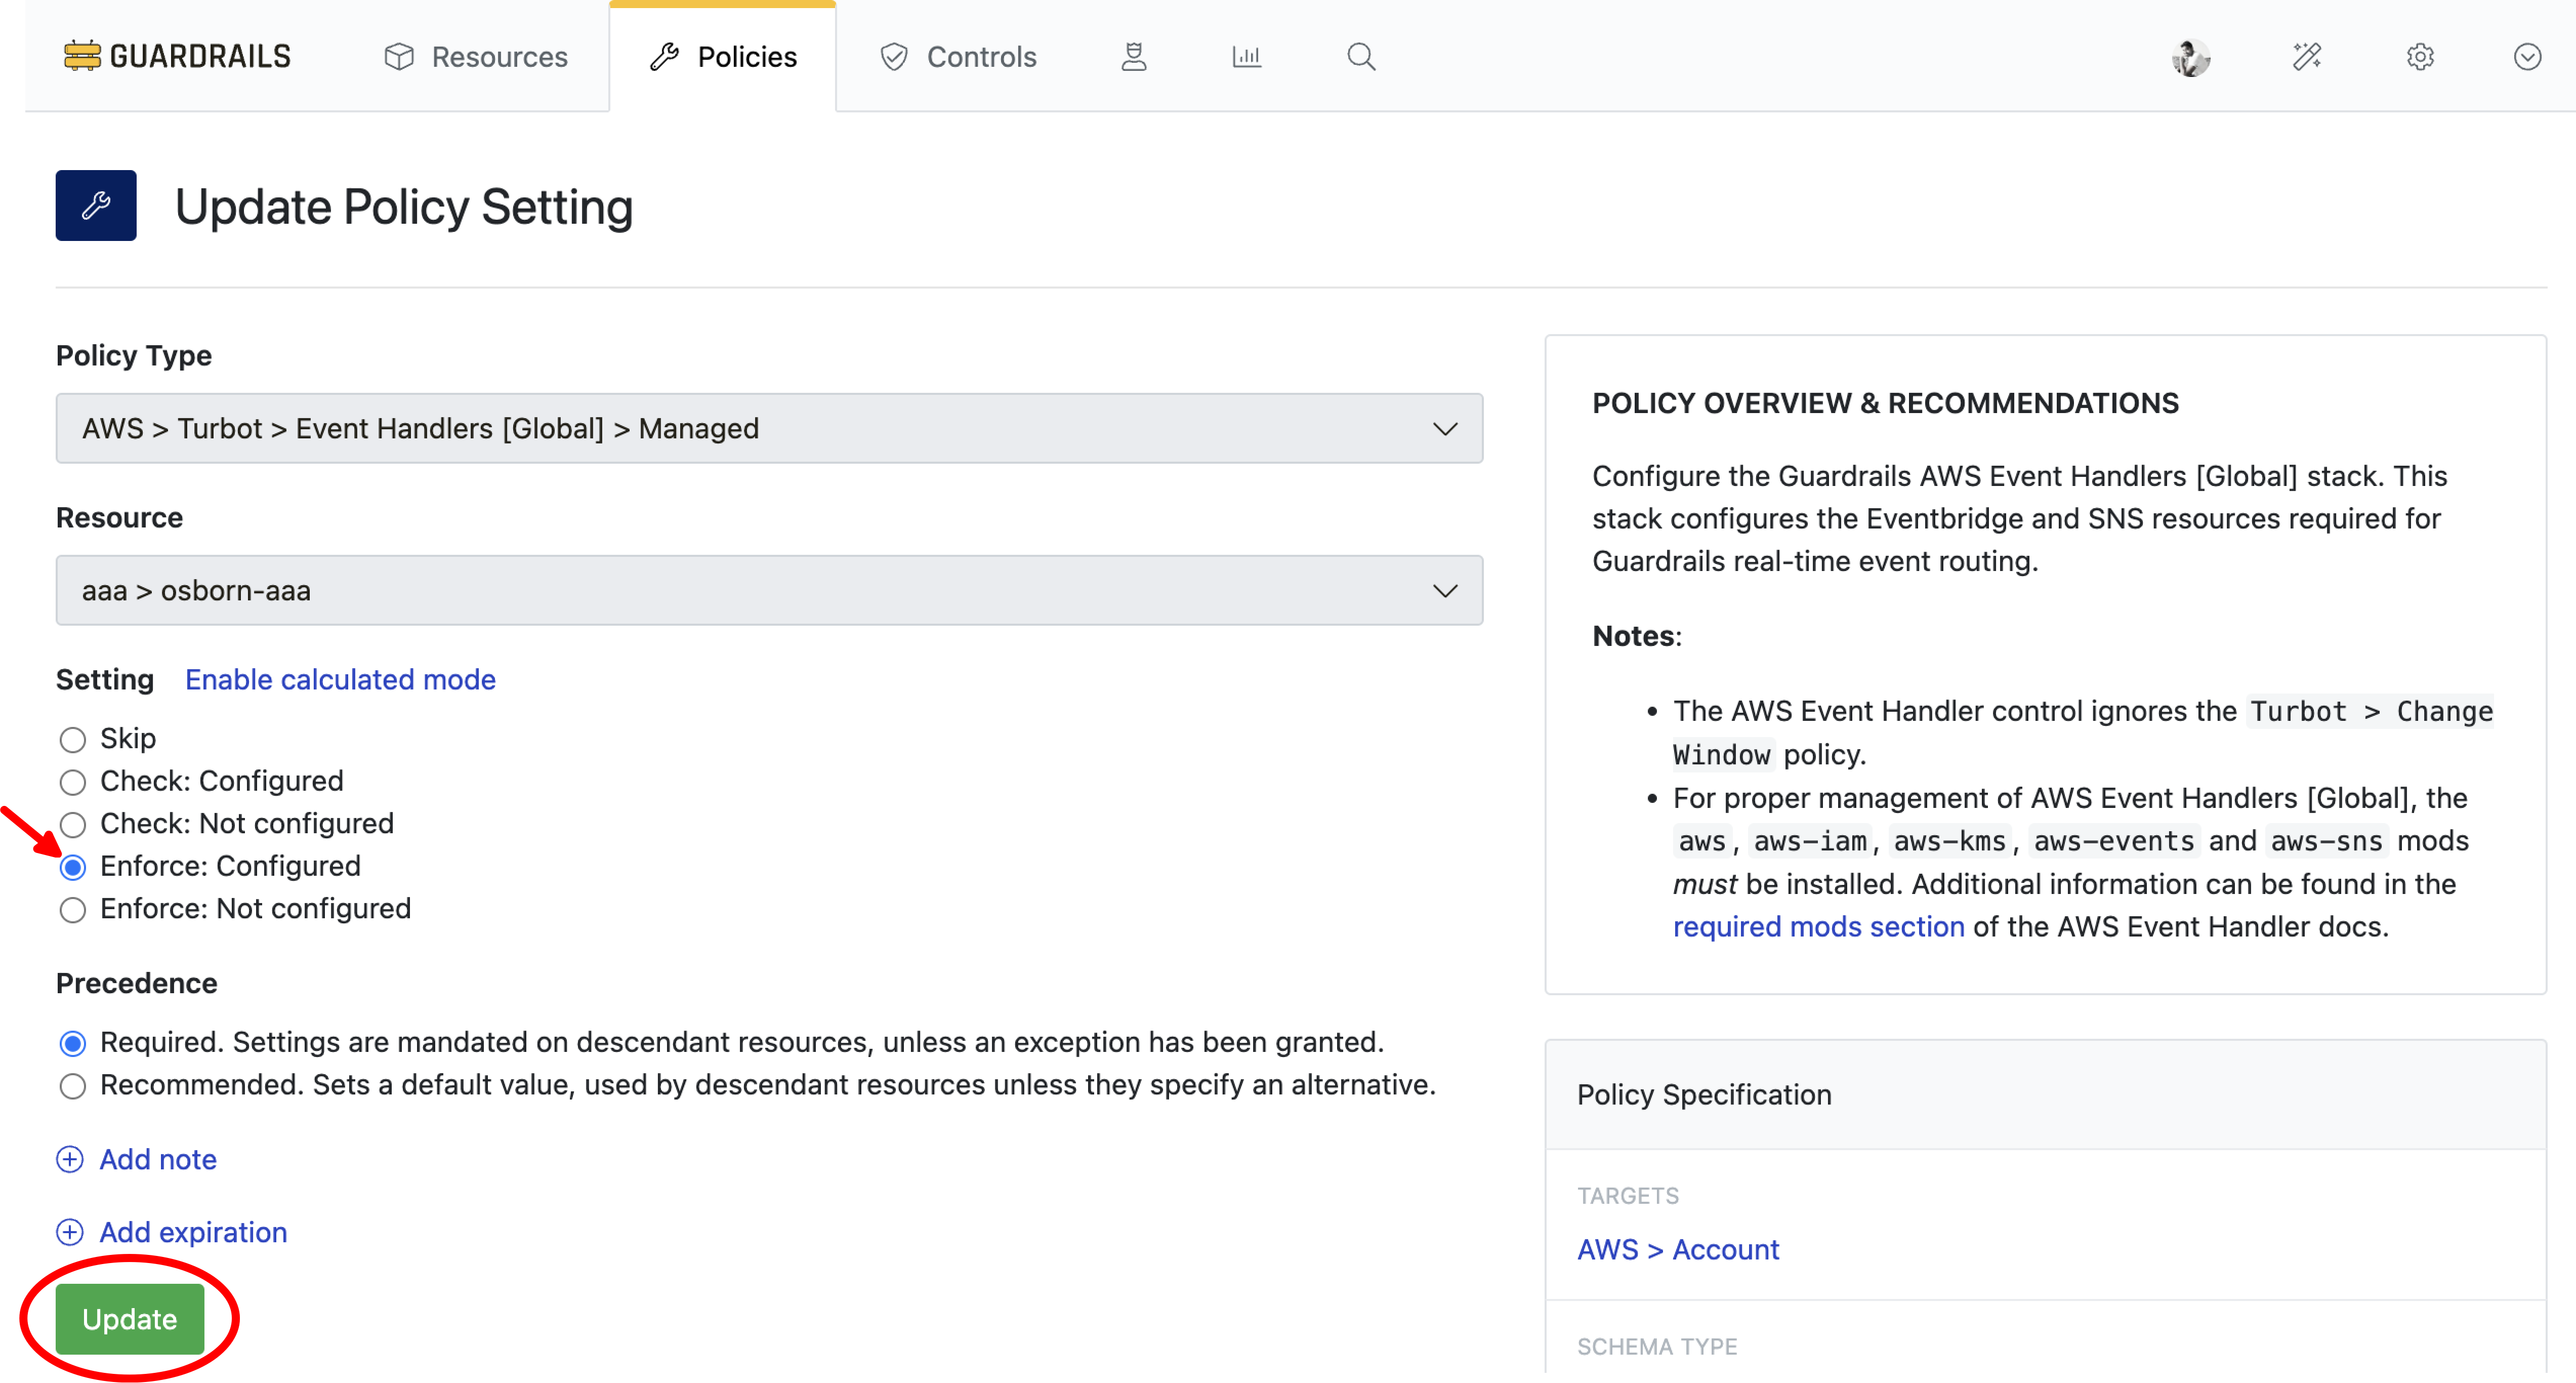 GUARDRAILS
Resources
Policies
Controls
Update Policy Setting
Policy Type
AWS > Turbot > Event Handlers [Global] > Managed
Resource
aaa > osborn-aaa
Setting Enable calculated mode
Skip
Check: Configured
Check: Not configured
Enforce: Configured
Enforce: Not configured
Precedence
Required. Settings are mandated on descendant resources, unless an exception has been granted.
Recommended. Sets a default value, used by descendant resources unless they specify an alternative.
Add note
Add expiration
Update
POLICY OVERVIEW & RECOMMENDATIONS
Configure the Guardrails AWS Event Handlers [Global] stack. This
stack configures the Eventbridge and SNS resources required for
Guardrails real-time event routing.
Notes:
• The AWS Event Handler control ignores the Turbot > Change
Window policy.
• For proper management of AWS Event Handlers [Global], the
aws, aws-iam, aws-kms, aws-events and aws-sns mods
must be installed. Additional information can be found in the
required mods section of the AWS Event Handler docs.
Policy Specification
TARGETS
AWS > Account
SCHEMA TYPE